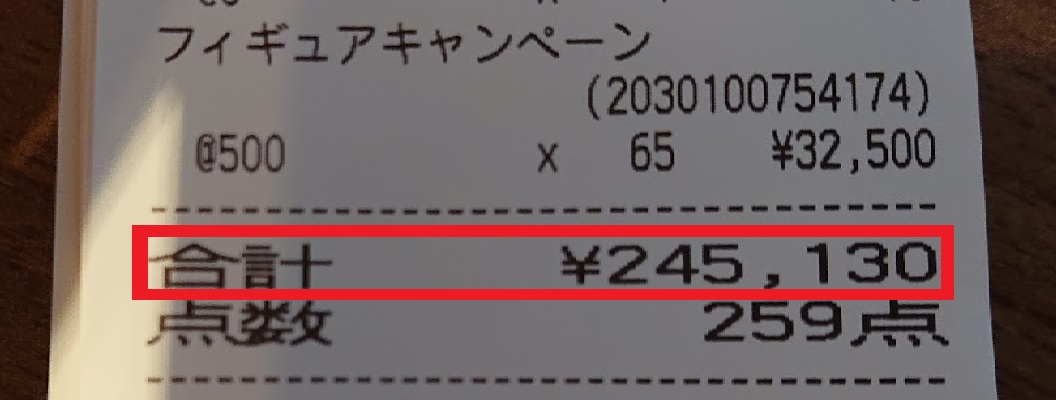 フィギュアキャンペーン
(2030100754174)
@500 x 65 ¥32,500
合計 ¥245,130
点数 259点